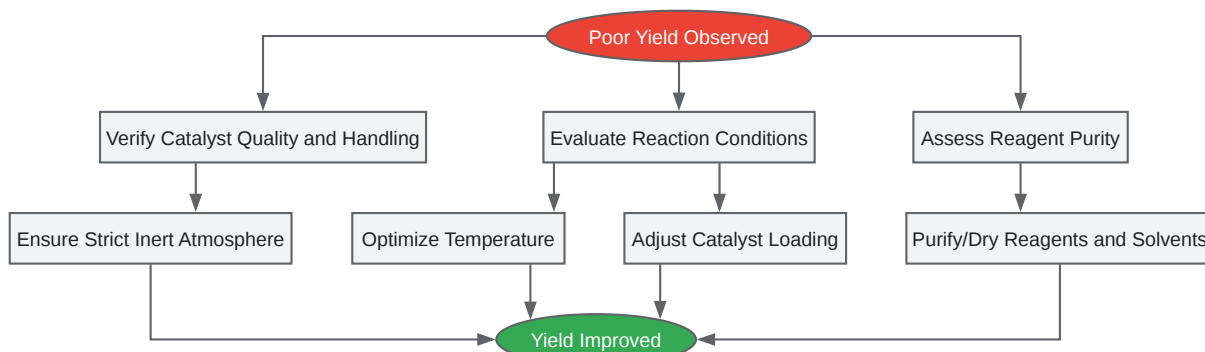 Poor Yield Observed
Verify Catalyst Quality and Handling
Evaluate Reaction Conditions
Assess Reagent Purity
Ensure Strict Inert Atmosphere
Optimize Temperature
Adjust Catalyst Loading
Purify/Dry Reagents and Solvents
Yield Improved